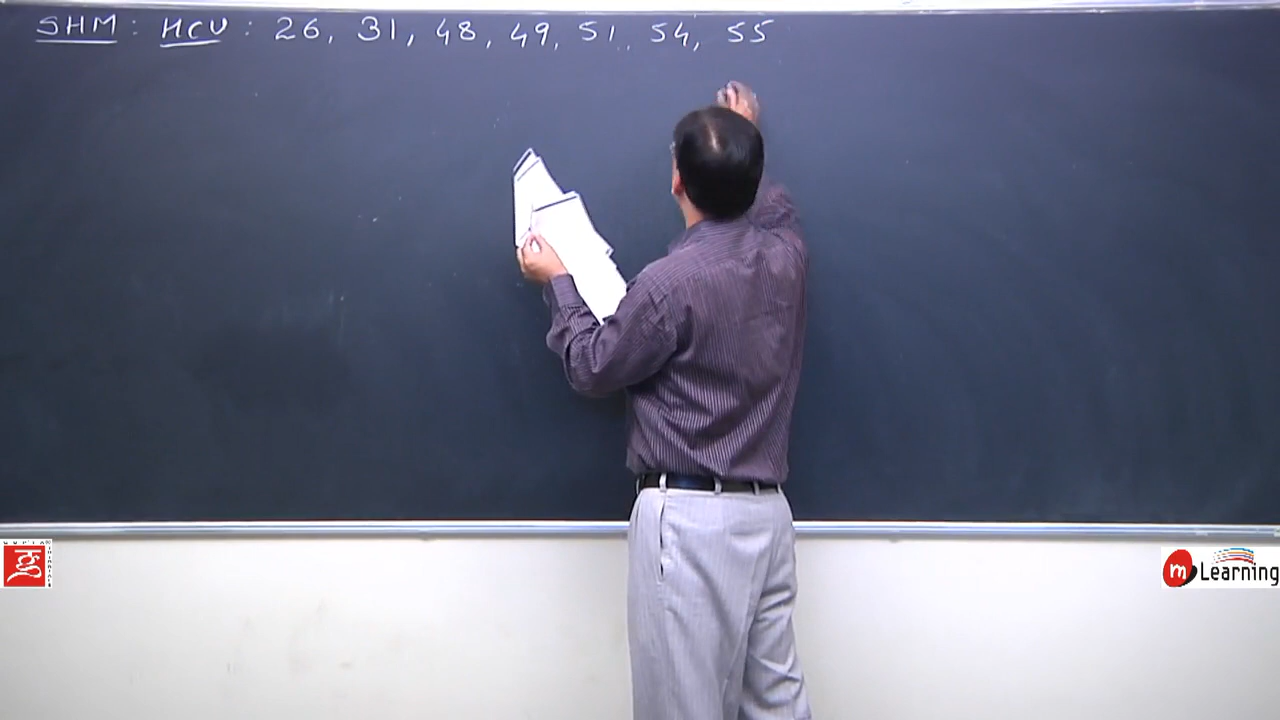 SHM : HCV : 26, 31, 48, 49, 51, 54, 55
ગુ
m Learning